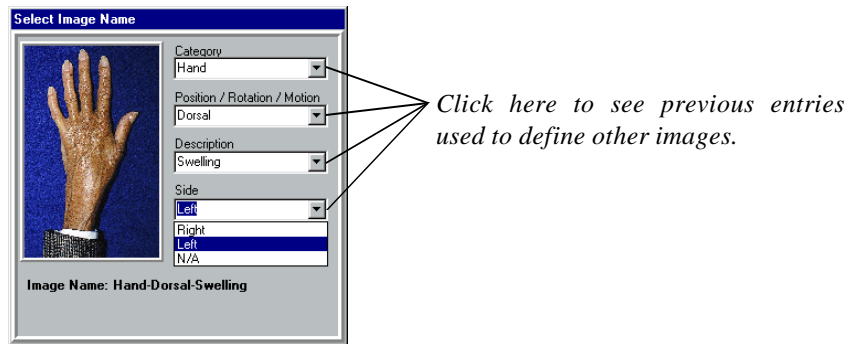 Select Image Name
Category
Hand
Position / Rotation / Motion
Dorsal
Description
Swelling
Side
Left
Right
Left
N/A
Image Name: Hand-Dorsal-Swelling
Click here to see previous entries
used to define other images.